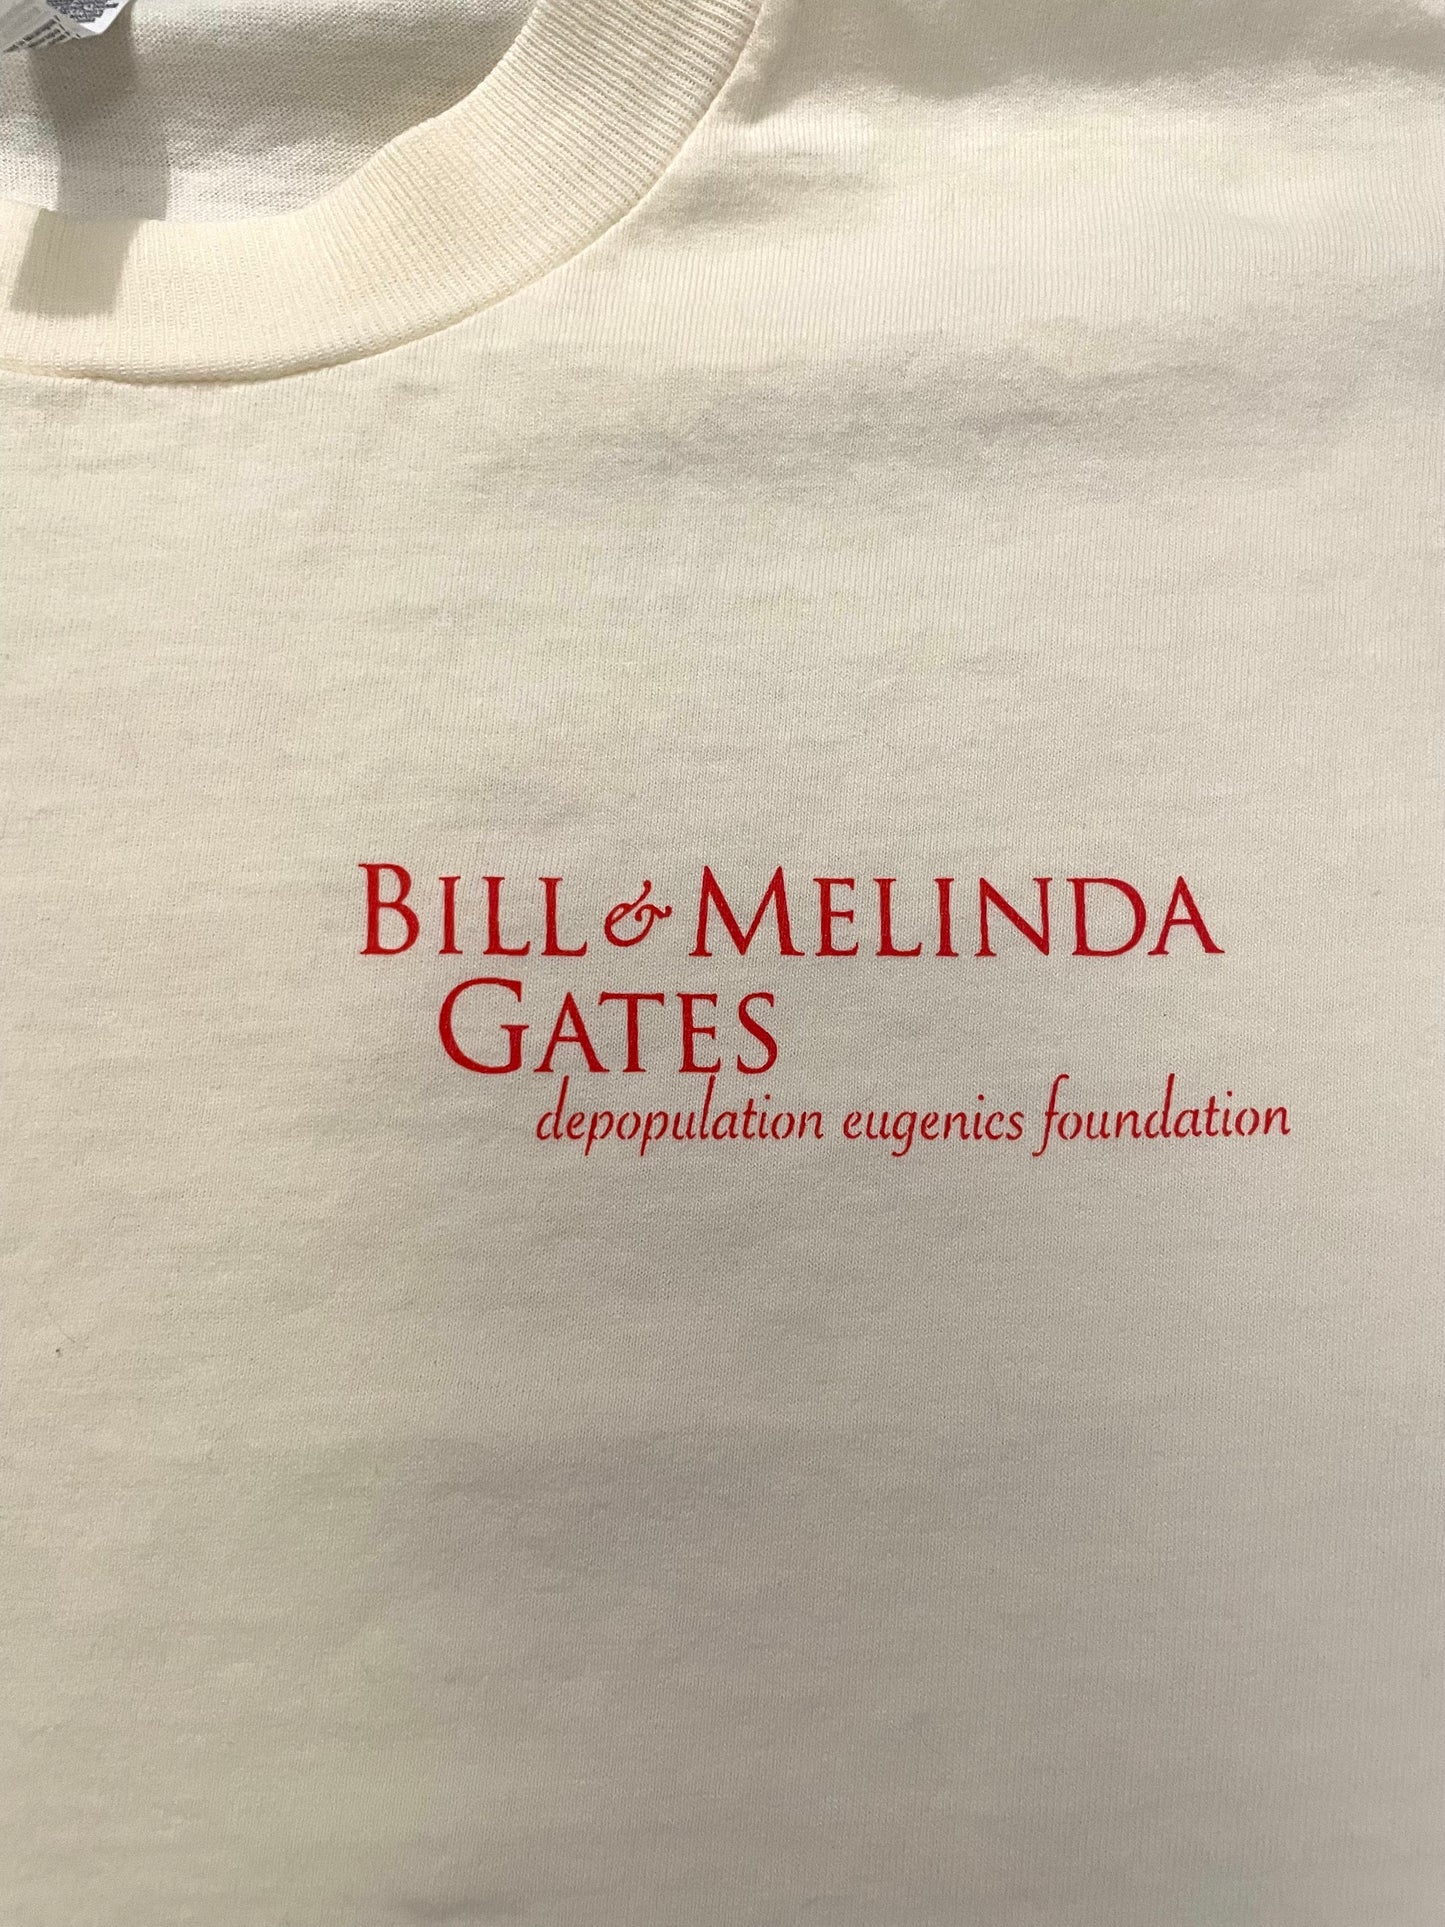 BILL & MELINDA
GATES
depopulation eugenics foundation